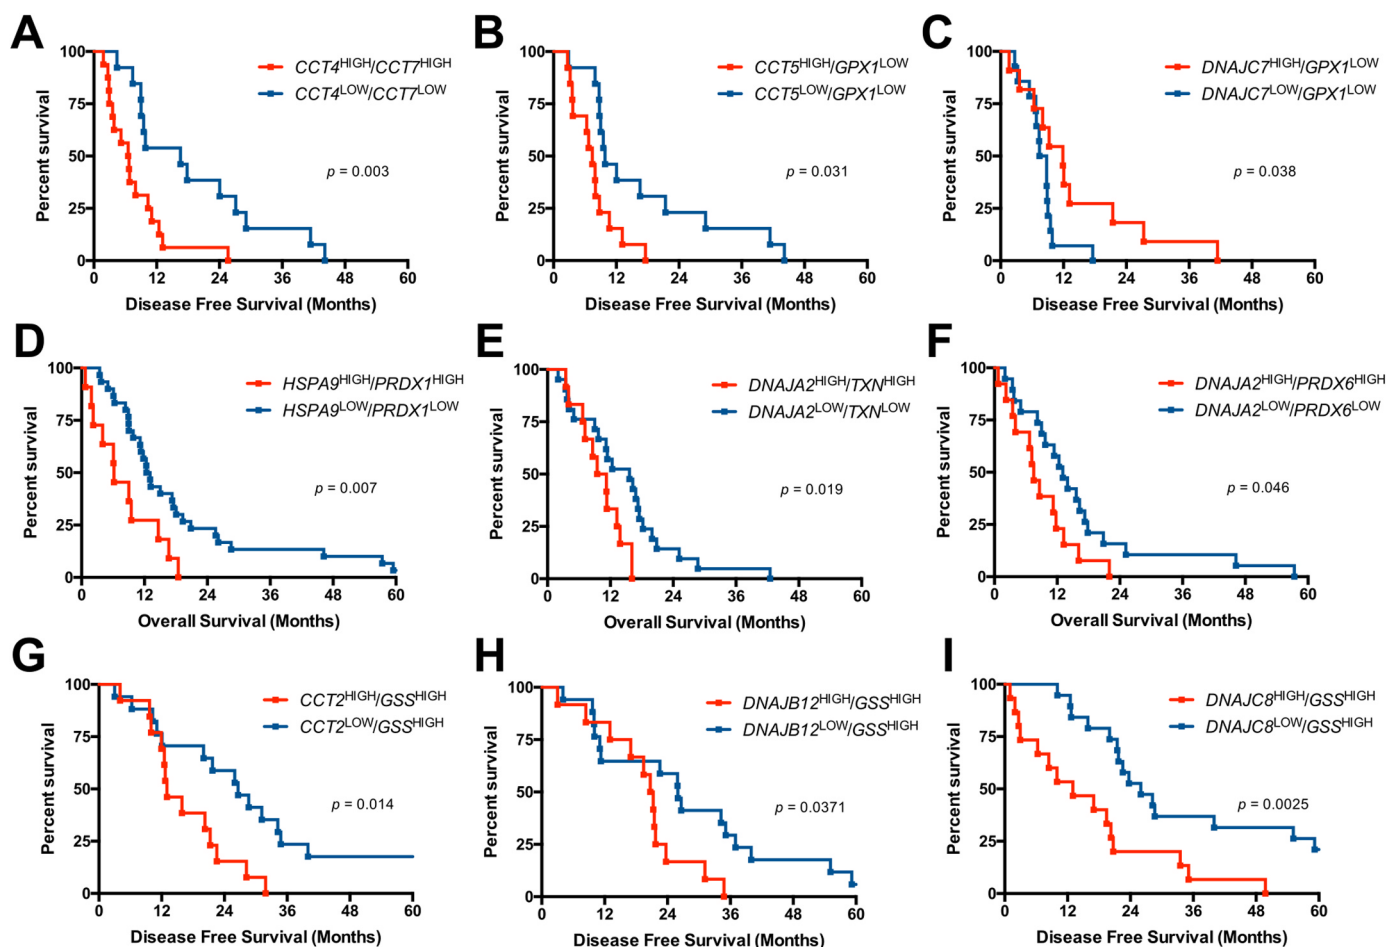 A
CCT4HIGH/CCT7HIGH
CCT4LOW/CCT7LOW
p = 0.003
Percent survival
100
75
50
25
0
0 12 24 36 48 60
Disease Free Survival (Months)
B
CCT5HIGH/GPX1LOW
CCT5LOW/GPX1LOW
p = 0.031
Percent survival
100
75
50
25
0
0 12 24 36 48 60
Disease Free Survival (Months)
C
DNAJC7HIGH/GPX1LOW
DNAJC7LOW/GPX1LOW
p = 0.038
Percent survival
100
75
50
25
0
0 12 24 36 48 60
Disease Free Survival (Months)
D
HSPA9HIGH/PRDX1HIGH
HSPA9LOW/PRDX1LOW
p = 0.007
Percent survival
100
75
50
25
0
0 12 24 36 48 60
Overall Survival (Months)
E
DNAJA2HIGH/TXNHIGH
DNAJA2LOW/TXNLOW
p = 0.019
Percent survival
100
75
50
25
0
0 12 24 36 48 60
Overall Survival (Months)
F
DNAJA2HIGH/PRDX6HIGH
DNAJA2LOW/PRDX6LOW
p = 0.046
Percent survival
100
75
50
25
0
0 12 24 36 48 60
Overall Survival (Months)
G
CCT2HIGH/GSSHIGH
CCT2LOW/GSSHIGH
p = 0.014
Percent survival
100
75
50
25
0
0 12 24 36 48 60
Disease Free Survival (Months)
H
DNAJB12HIGH/GSSHIGH
DNAJB12LOW/GSSHIGH
p = 0.0371
Percent survival
100
75
50
25
0
0 12 24 36 48 60
Disease Free Survival (Months)
I
DNAJC8HIGH/GSSHIGH
DNAJC8LOW/GSSHIGH
p = 0.0025
Percent survival
100
75
50
25
0
0 12 24 36 48 60
Disease Free Survival (Months)